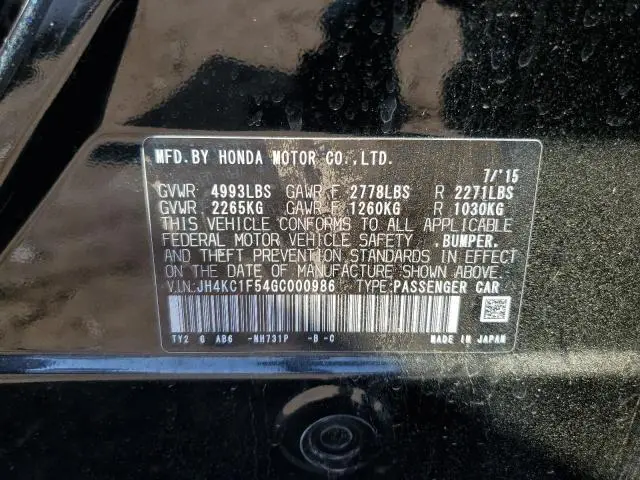 MFD.BY HONDA MOTOR CO.,LTD.
7/'15
GVWR 4993LBS GAWR F 2778LBS R 2271LBS
GVWR 2265KG GAWR F 1260KG R 1030KG
THIS VEHICLE CONFORMS TO ALL APPLICABLE
FEDERAL MOTOR VEHICLE SAFETY ,BUMPER,
AND THEFT PREVENTION STANDARDS IN EFFECT
ON THE DATE OF MANUFACTURE SHOWN ABOVE.
V.I.N:JH4KC1F54GC000986 TYPE:PASSENGER CAR
TY2 G AB6 -NH731P -B -C MADE IN JAPAN